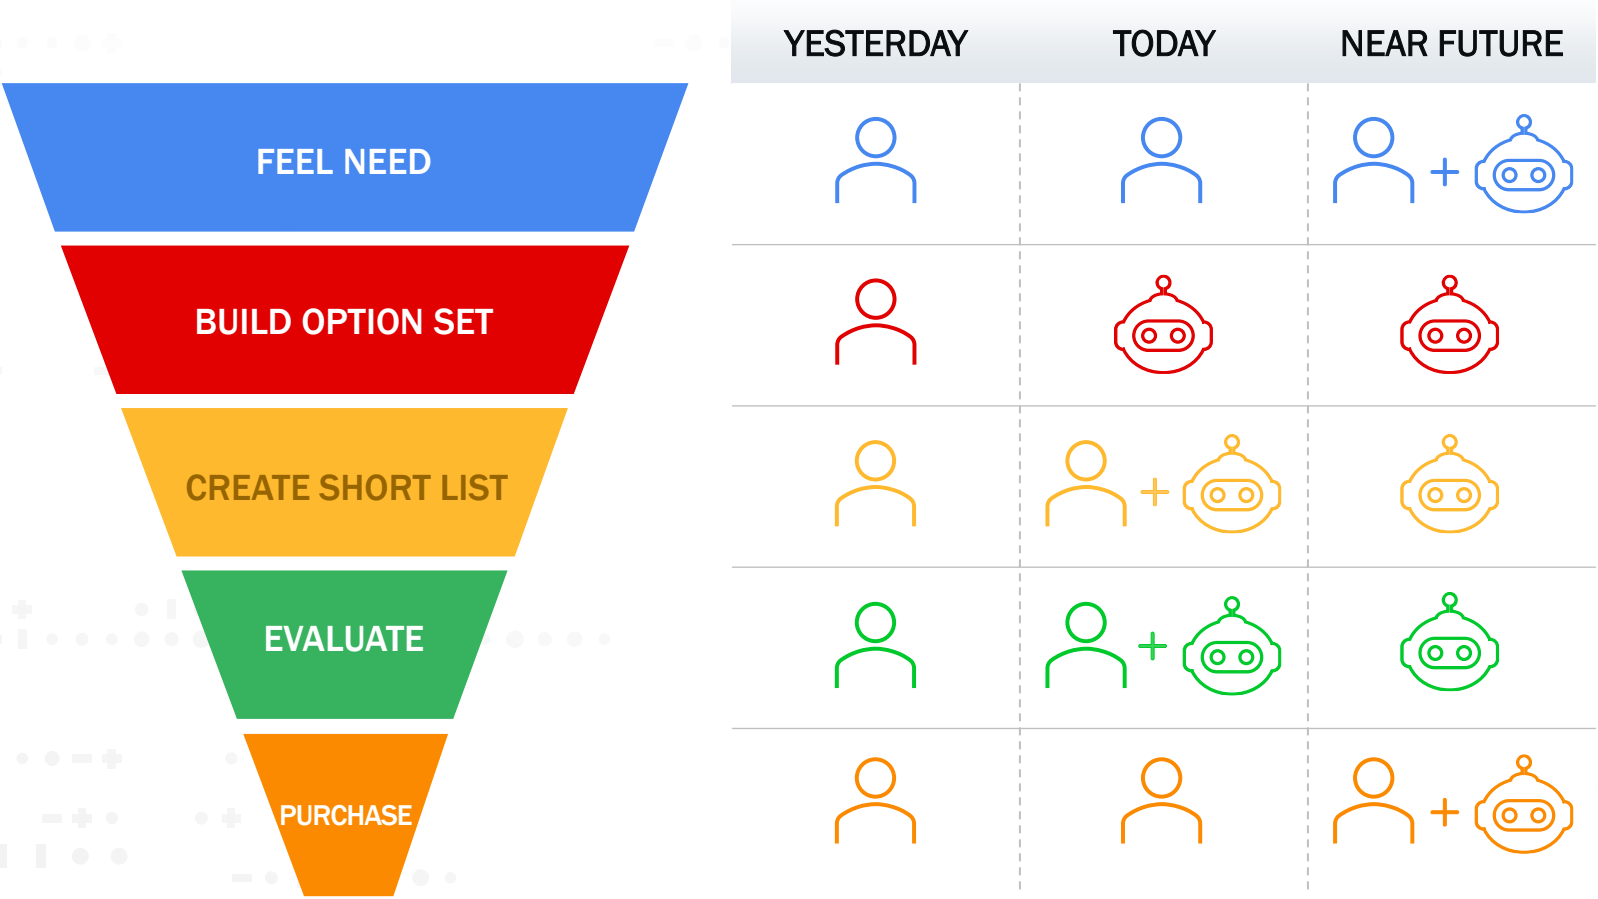 YESTERDAY
TODAY
NEAR FUTURE
FEEL NEED
BUILD OPTION SET
CREATE SHORT LIST
EVALUATE
PURCHASE